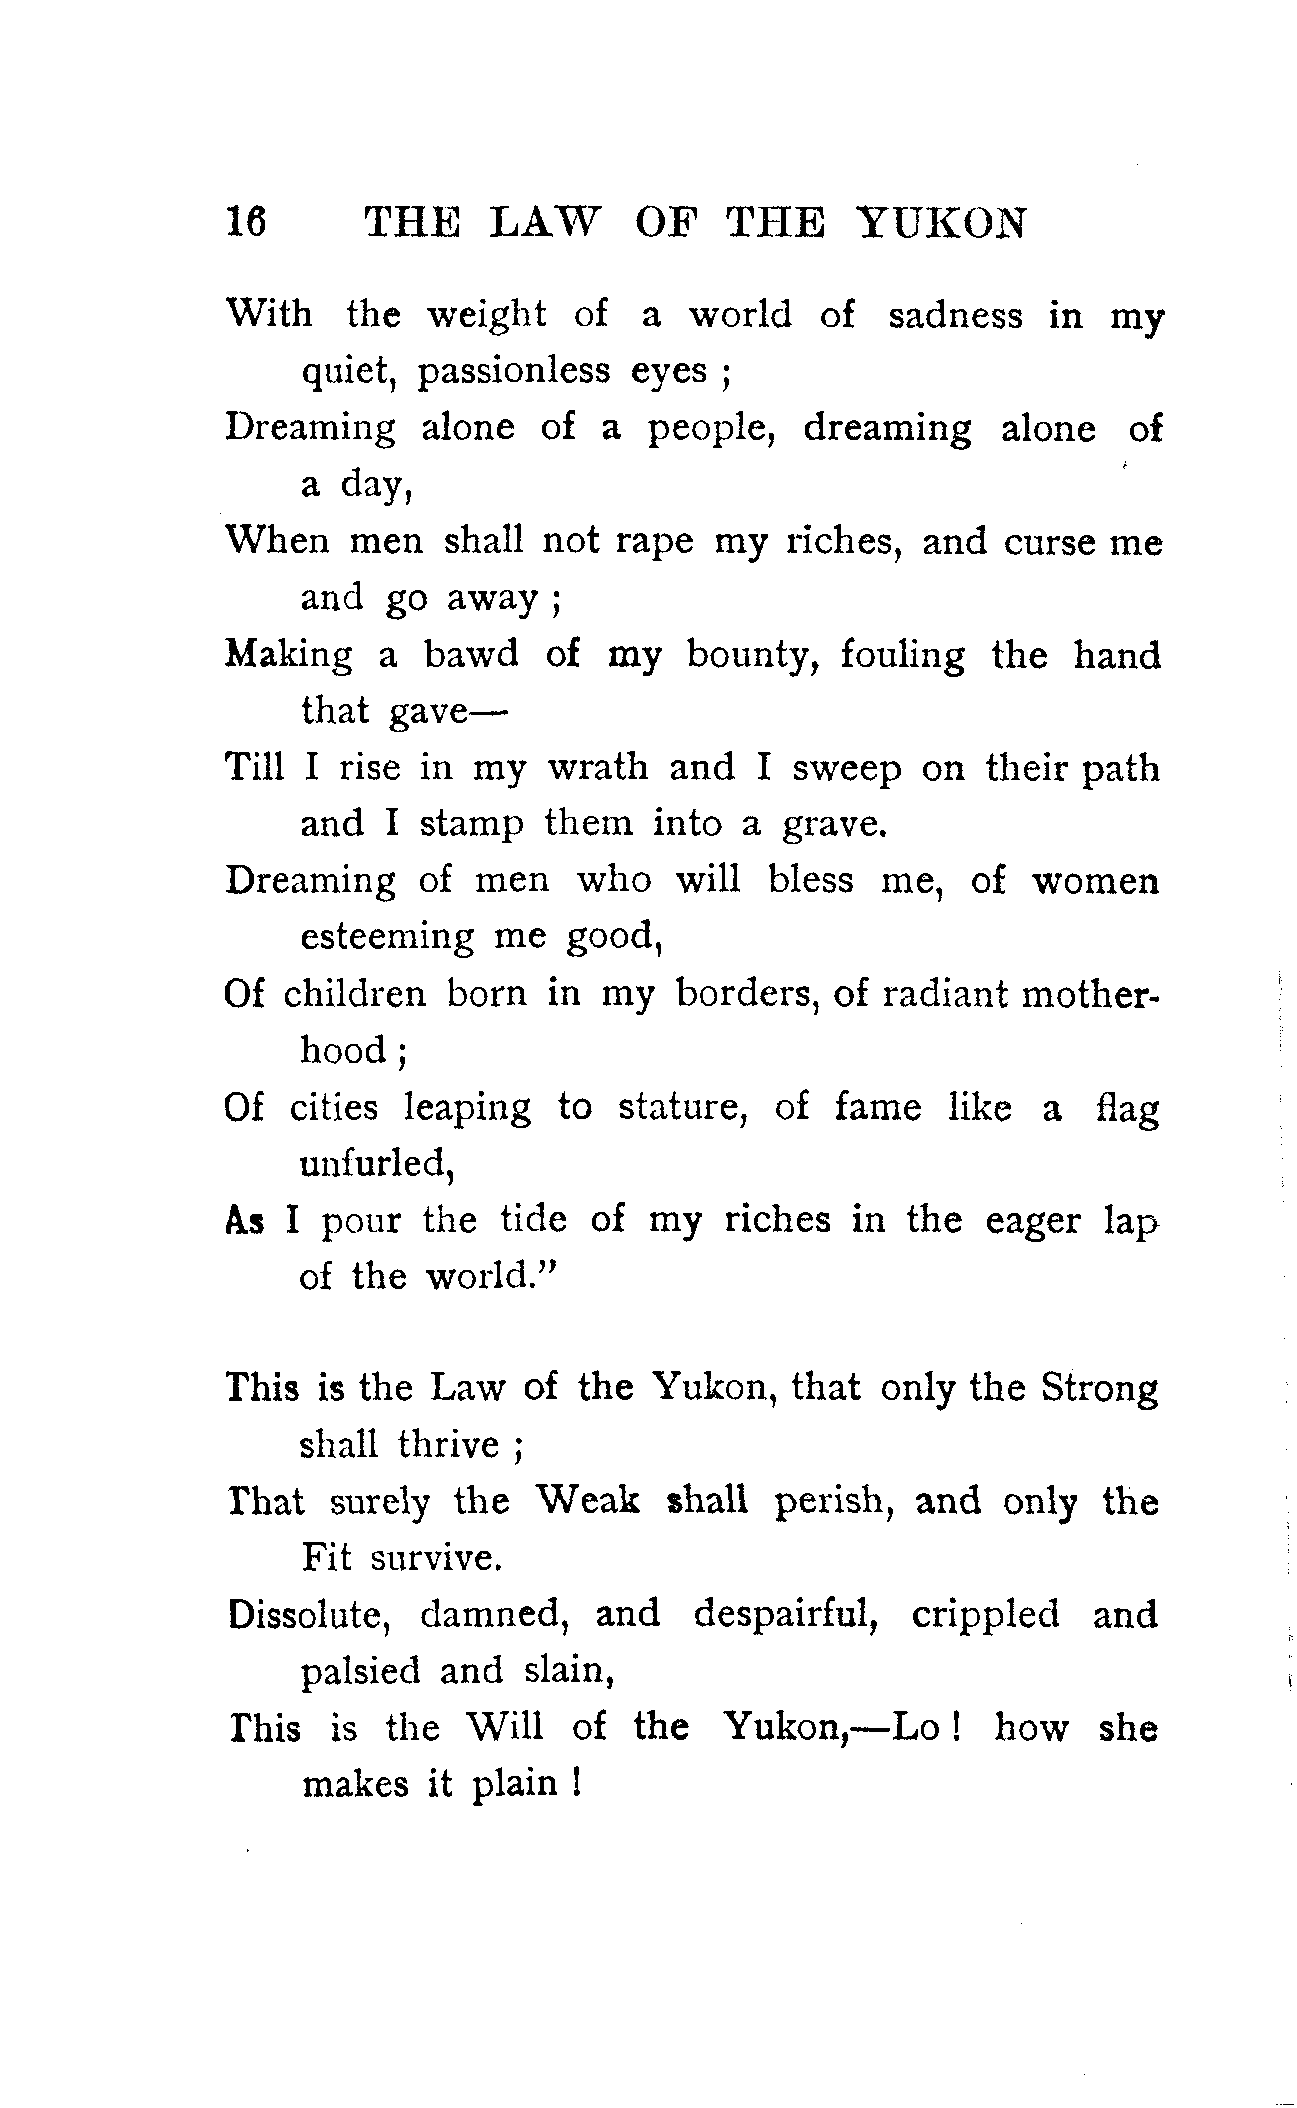 16 THE LAW OF THE YUKON
With the weight of a world of sadness in my
quiet, passionless eyes ;
Dreaming alone of a people, dreaming alone of
a day,
When men shall not rape my riches, and curse me
and go away ;
Making a bawd of my bounty, fouling the hand
that gave—
Till I rise in my wrath and I sweep on their path
and I stamp them into a grave.
Dreaming of men who will bless me, of women
esteeming me good,
Of children born in my borders, of radiant mother-
hood ;
Of cities leaping to stature, of fame like a flag
unfurled,
As I pour the tide of my riches in the eager lap
of the world.”
This is the Law of the Yukon, that only the Strong
shall thrive ;
That surely the Weak shall perish, and only the
Fit survive.
Dissolute, damned, and despairful, crippled and
palsied and slain,
This is the Will of the Yukon,—Lo ! how she
makes it plain !